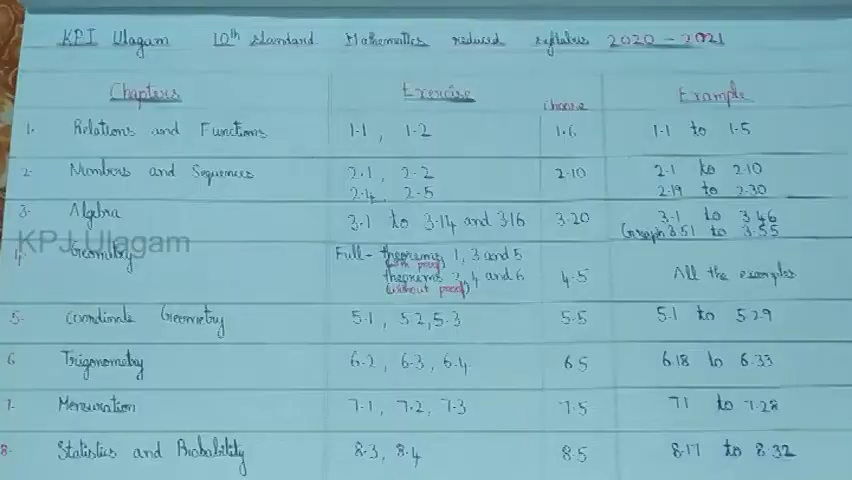 KPJ Ulagam 10th Standard Mathematics reduced syllabus 2020 - 2021
Chapters Exercise choose Example
1. Relations and Functions 1.1, 1.2 1.6 1.1 to 1.5
2. Numbers and Sequences 2.1, 2.2 2.10 2.1 to 2.10
2.4, 2.5 2.19 to 2.30
3. Algebra 3.1 to 3.14 and 3.16 3.20 3.1 to 3.46
Graph 3.51 to 3.55
KPJ Ulagam
4. Geometry Full - theorems 1, 3 and 5 4.5 All the examples
(with proof)
theorems 2, 4 and 6
(without proof)
5. Coordinate Geometry 5.1, 5.2, 5.3 5.5 5.1 to 5.29
6. Trigonometry 6.2, 6.3, 6.4 6.5 6.18 to 6.33
7. Mensuration 7.1, 7.2, 7.3 7.5 7.1 to 7.28
8. Statistics and Probability 8.3, 8.4 8.5 8.17 to 8.32